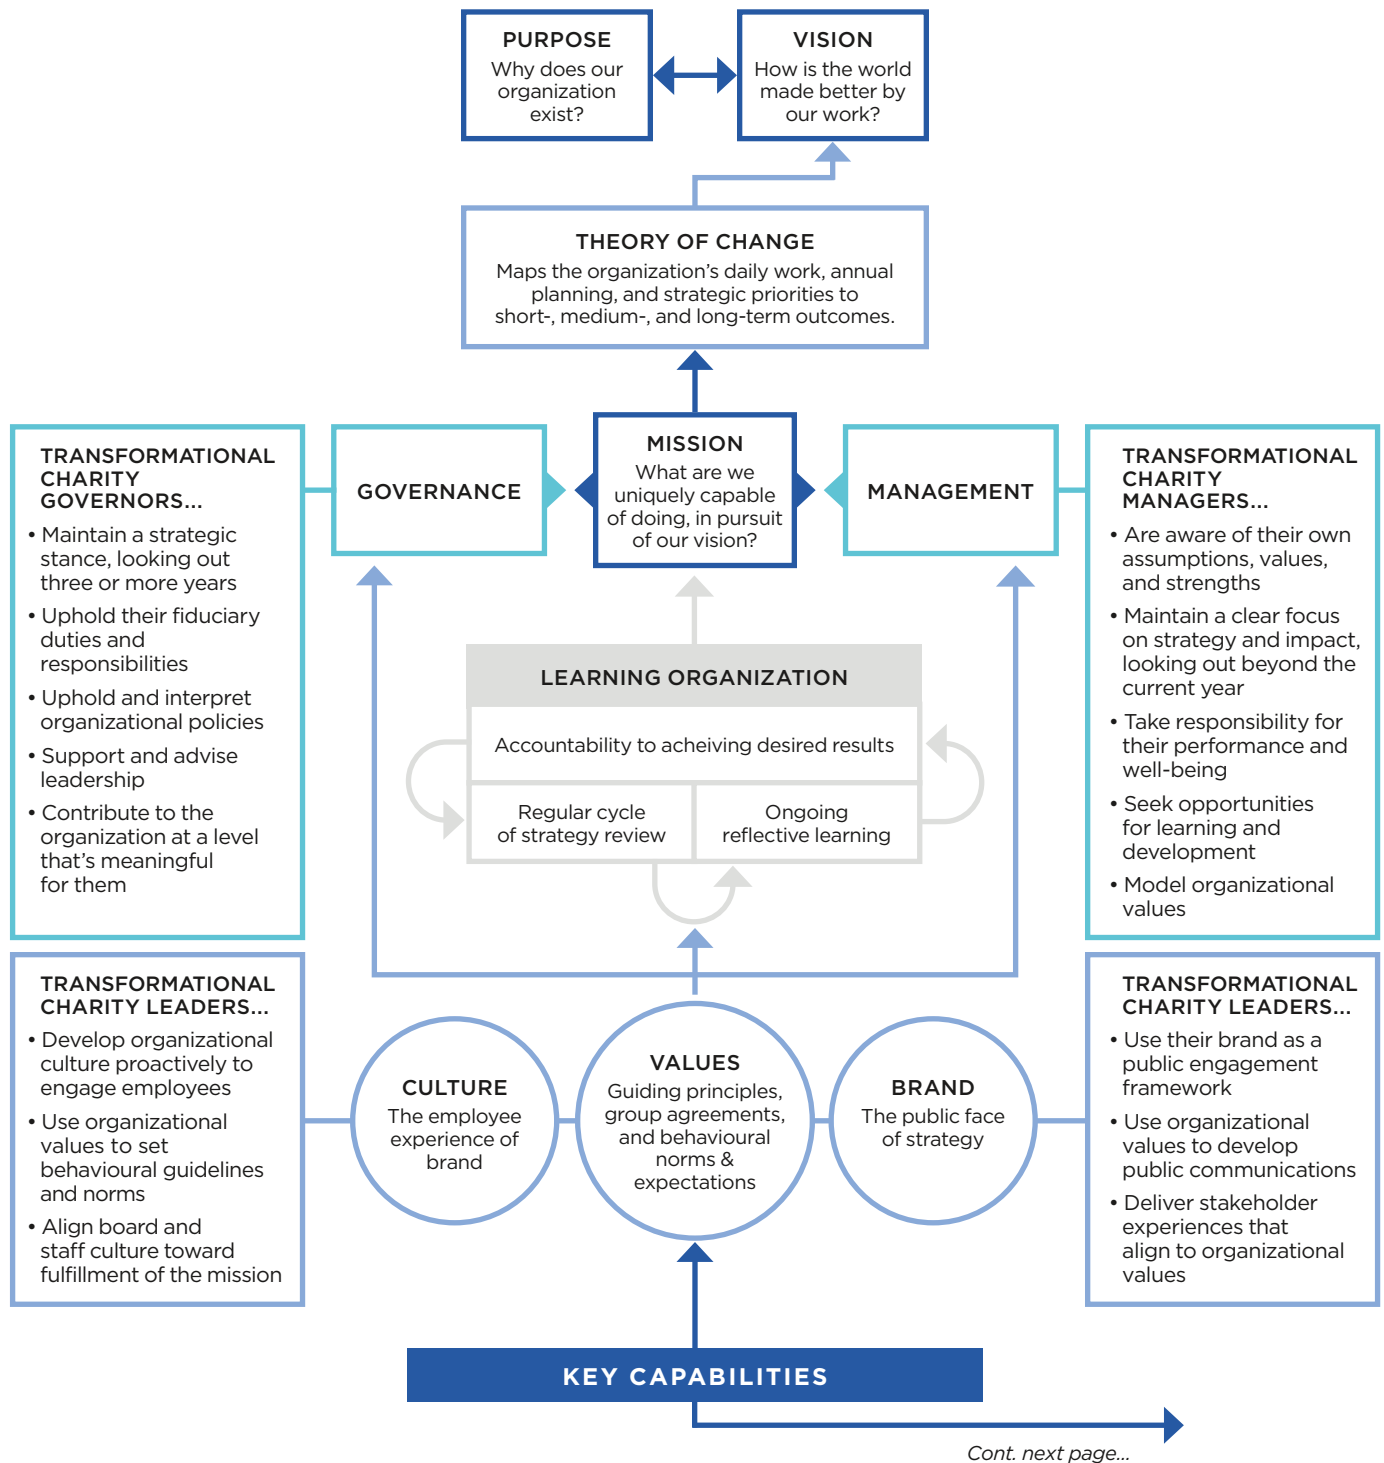 PURPOSE
Why does our
organization
exist?
VISION
How is the world
made better by
our work?
THEORY OF CHANGE
Maps the organization’s daily work, annual
planning, and strategic priorities to
short-, medium-, and long-term outcomes.
TRANSFORMATIONAL
CHARITY
GOVERNORS...
• Maintain a strategic
stance, looking out
three or more years
• Uphold their fiduciary
duties and
responsibilities
• Uphold and interpret
organizational policies
• Support and advise
leadership
• Contribute to the
organization at a level
that’s meaningful
for them
GOVERNANCE
MISSION
What are we
uniquely capable
of doing, in pursuit
of our vision?
MANAGEMENT
TRANSFORMATIONAL
CHARITY
MANAGERS...
• Are aware of their own
assumptions, values,
and strengths
• Maintain a clear focus
on strategy and impact,
looking out beyond the
current year
• Take responsibility for
their performance and
well-being
• Seek opportunities
for learning and
development
• Model organizational
values
LEARNING ORGANIZATION
Accountability to acheiving desired results
Regular cycle
of strategy review
Ongoing
reflective learning
TRANSFORMATIONAL
CHARITY LEADERS...
• Develop organizational
culture proactively to
engage employees
• Use organizational
values to set
behavioural guidelines
and norms
• Align board and
staff culture toward
fulfillment of the mission
CULTURE
The employee
experience of
brand
VALUES
Guiding principles,
group agreements,
and behavioural
norms &
expectations
BRAND
The public face
of strategy
TRANSFORMATIONAL
CHARITY LEADERS...
• Use their brand as a
public engagement
framework
• Use organizational
values to develop
public communications
• Deliver stakeholder
experiences that
align to organizational
values
KEY CAPABILITIES
Cont. next page...